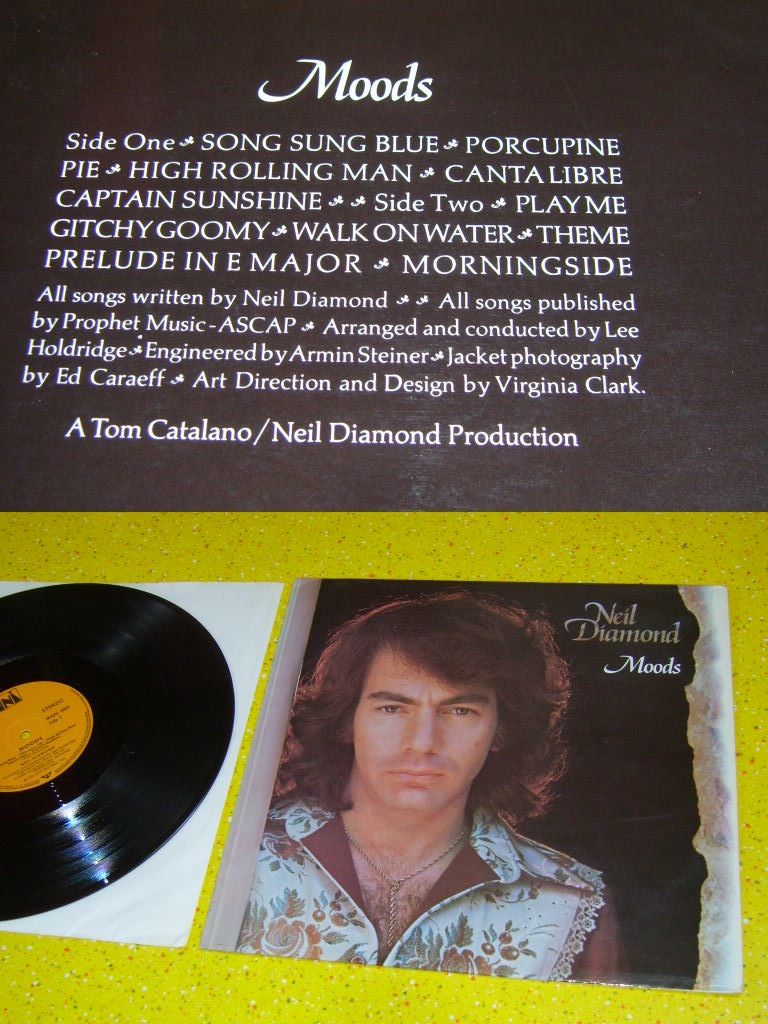 Moods
Side One SONG SUNG BLUE PORCUPINE
PIE HIGH ROLLING MAN CANTA LIBRE
CAPTAIN SUNSHINE Side Two PLAY ME
GITCHY GOOMY WALK ON WATER THEME
PRELUDE IN E MAJOR MORNINGSIDE
All songs written by Neil Diamond All songs published
by Prophet Music-ASCAP Arranged and conducted by Lee
Holdridge Engineered by Armin Steiner Jacket photography
by Ed Caraeff Art Direction and Design by Virginia Clark.
A Tom Catalano/Neil Diamond Production
Neil
Diamond
Moods
STEREO
Side 1
MOODS